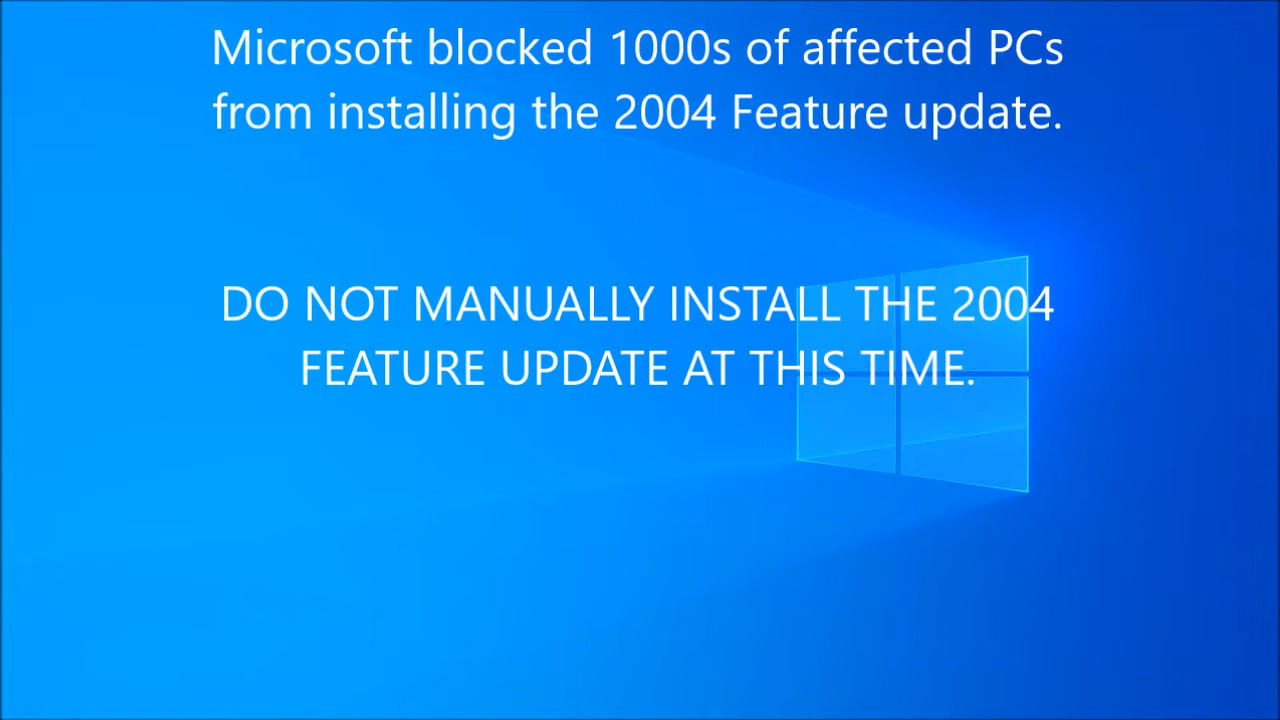 Microsoft blocked 1000s of affected PCs
from installing the 2004 Feature update.
DO NOT MANUALLY INSTALL THE 2004
FEATURE UPDATE AT THIS TIME.